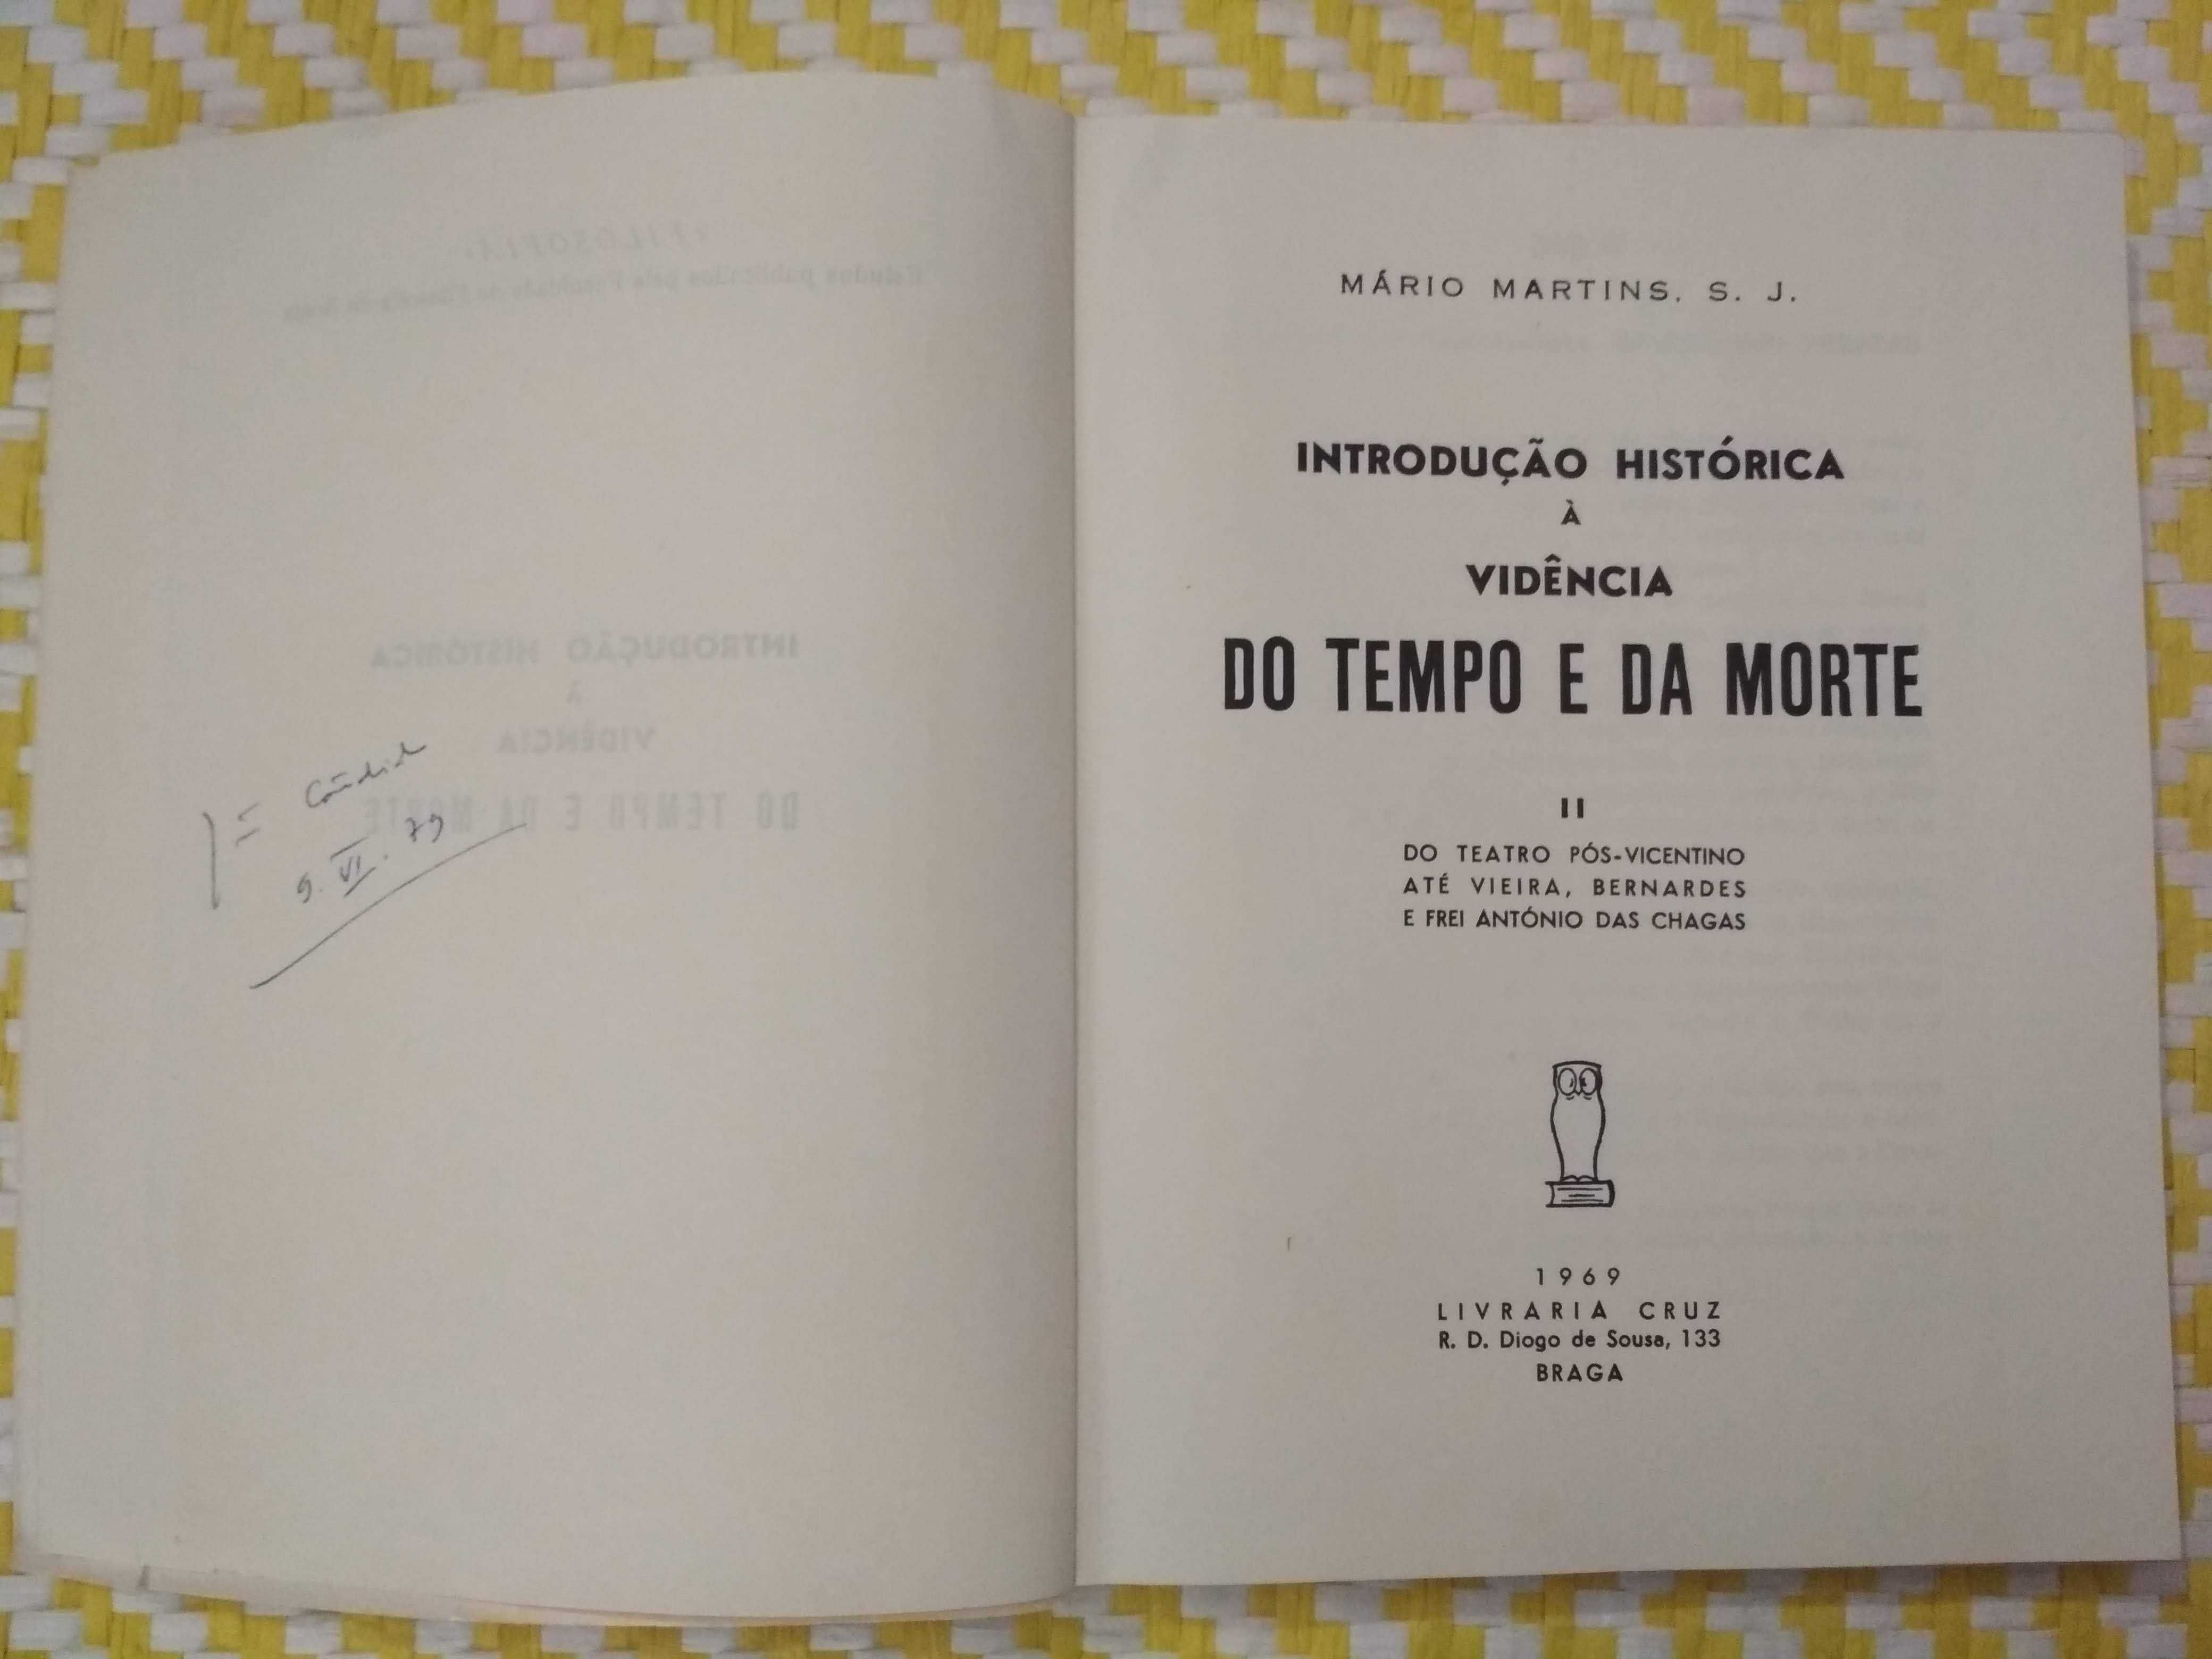 9. VI. 79
MÁRIO MARTINS, S. J.
INTRODUÇÃO HISTÓRICA
À
VIDÊNCIA
DO TEMPO E DA MORTE
II
DO TEATRO PÓS-VICENTINO
ATÉ VIEIRA, BERNARDES
E FREI ANTÓNIO DAS CHAGAS
1969
LIVRARIA CRUZ
R. D. Diogo de Sousa, 133
BRAGA